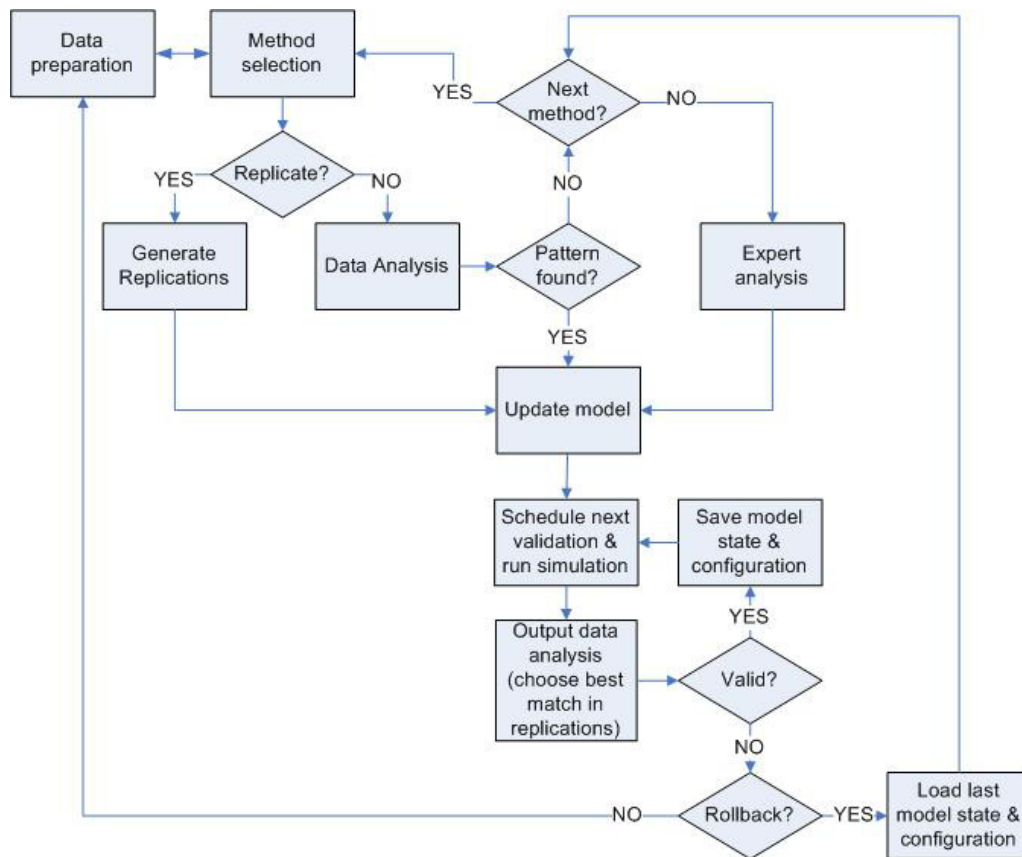 Data
preparation
Method
selection
Next
method?
YES
NO
Replicate?
YES
NO
NO
Generate
Replications
Data Analysis
Pattern
found?
Expert
analysis
YES
Update model
Schedule next
validation &
run simulation
Save model
state &
configuration
YES
Output data
analysis
(choose best
match in
replications)
Valid?
NO
Rollback?
NO
YES
Load last
model state &
configuration